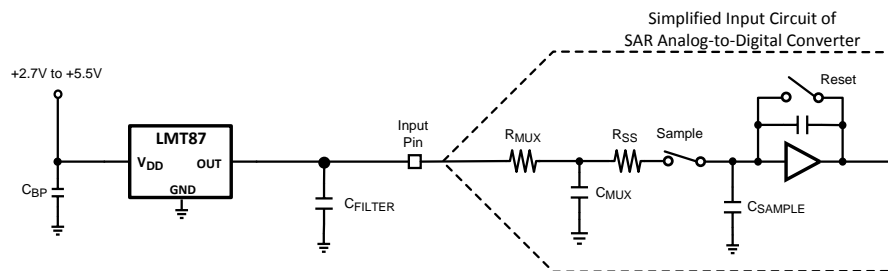 Simplified Input Circuit of
SAR Analog-to-Digital Converter
+2.7V to +5.5V
Reset
LMT87
Input
Pin
RMUX
RSS
Sample
VDD
OUT
GND
CBP
CFILTER
CMUX
CSAMPLE